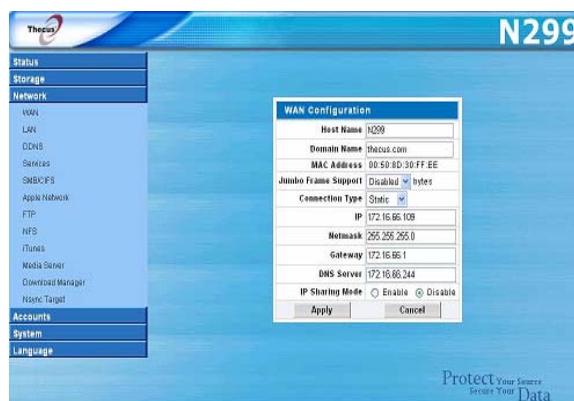 Thecus
N299
Status
Storage
Network
WAN
LAN
DDNS
Services
SMB/CIFS
Apple Network
FTP
NFS
iTunes
Media Server
Download Manager
Nsync Target
Accounts
System
Language
WAN Configuration
Host Name N299
Domain Name thecus.com
MAC Address 00:50:8D:30:FF:EE
Jumbo Frame Support Disabled bytes
Connection Type Static
IP 172.16.66.109
Netmask 255.255.255.0
Gateway 172.16.66.1
DNS Server 172.16.66.244
IP Sharing Mode Enable Disable
Apply Cancel
Protect Your Source
Secure Your Data